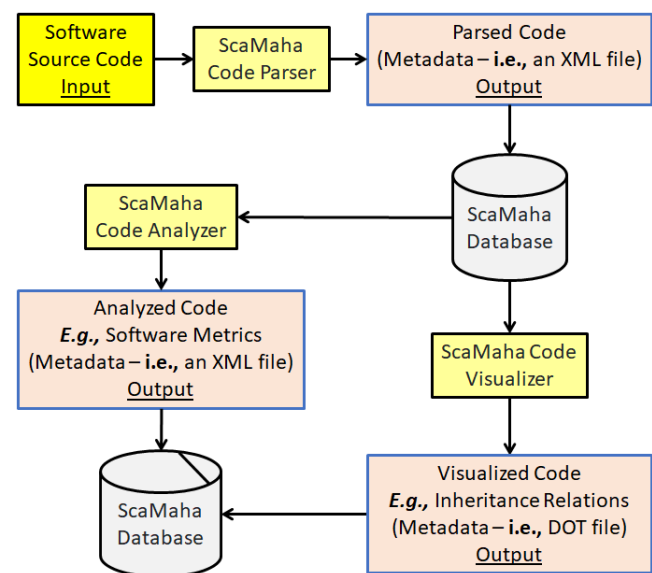 Software
Source Code
Input
ScaMaha
Code Parser
Parsed Code
(Metadata – i.e., an XML file)
Output
ScaMaha
Database
ScaMaha
Code Analyzer
Analyzed Code
E.g., Software Metrics
(Metadata – i.e., an XML file)
Output
ScaMaha Code
Visualizer
ScaMaha
Database
Visualized Code
E.g., Inheritance Relations
(Metadata – i.e., DOT file)
Output